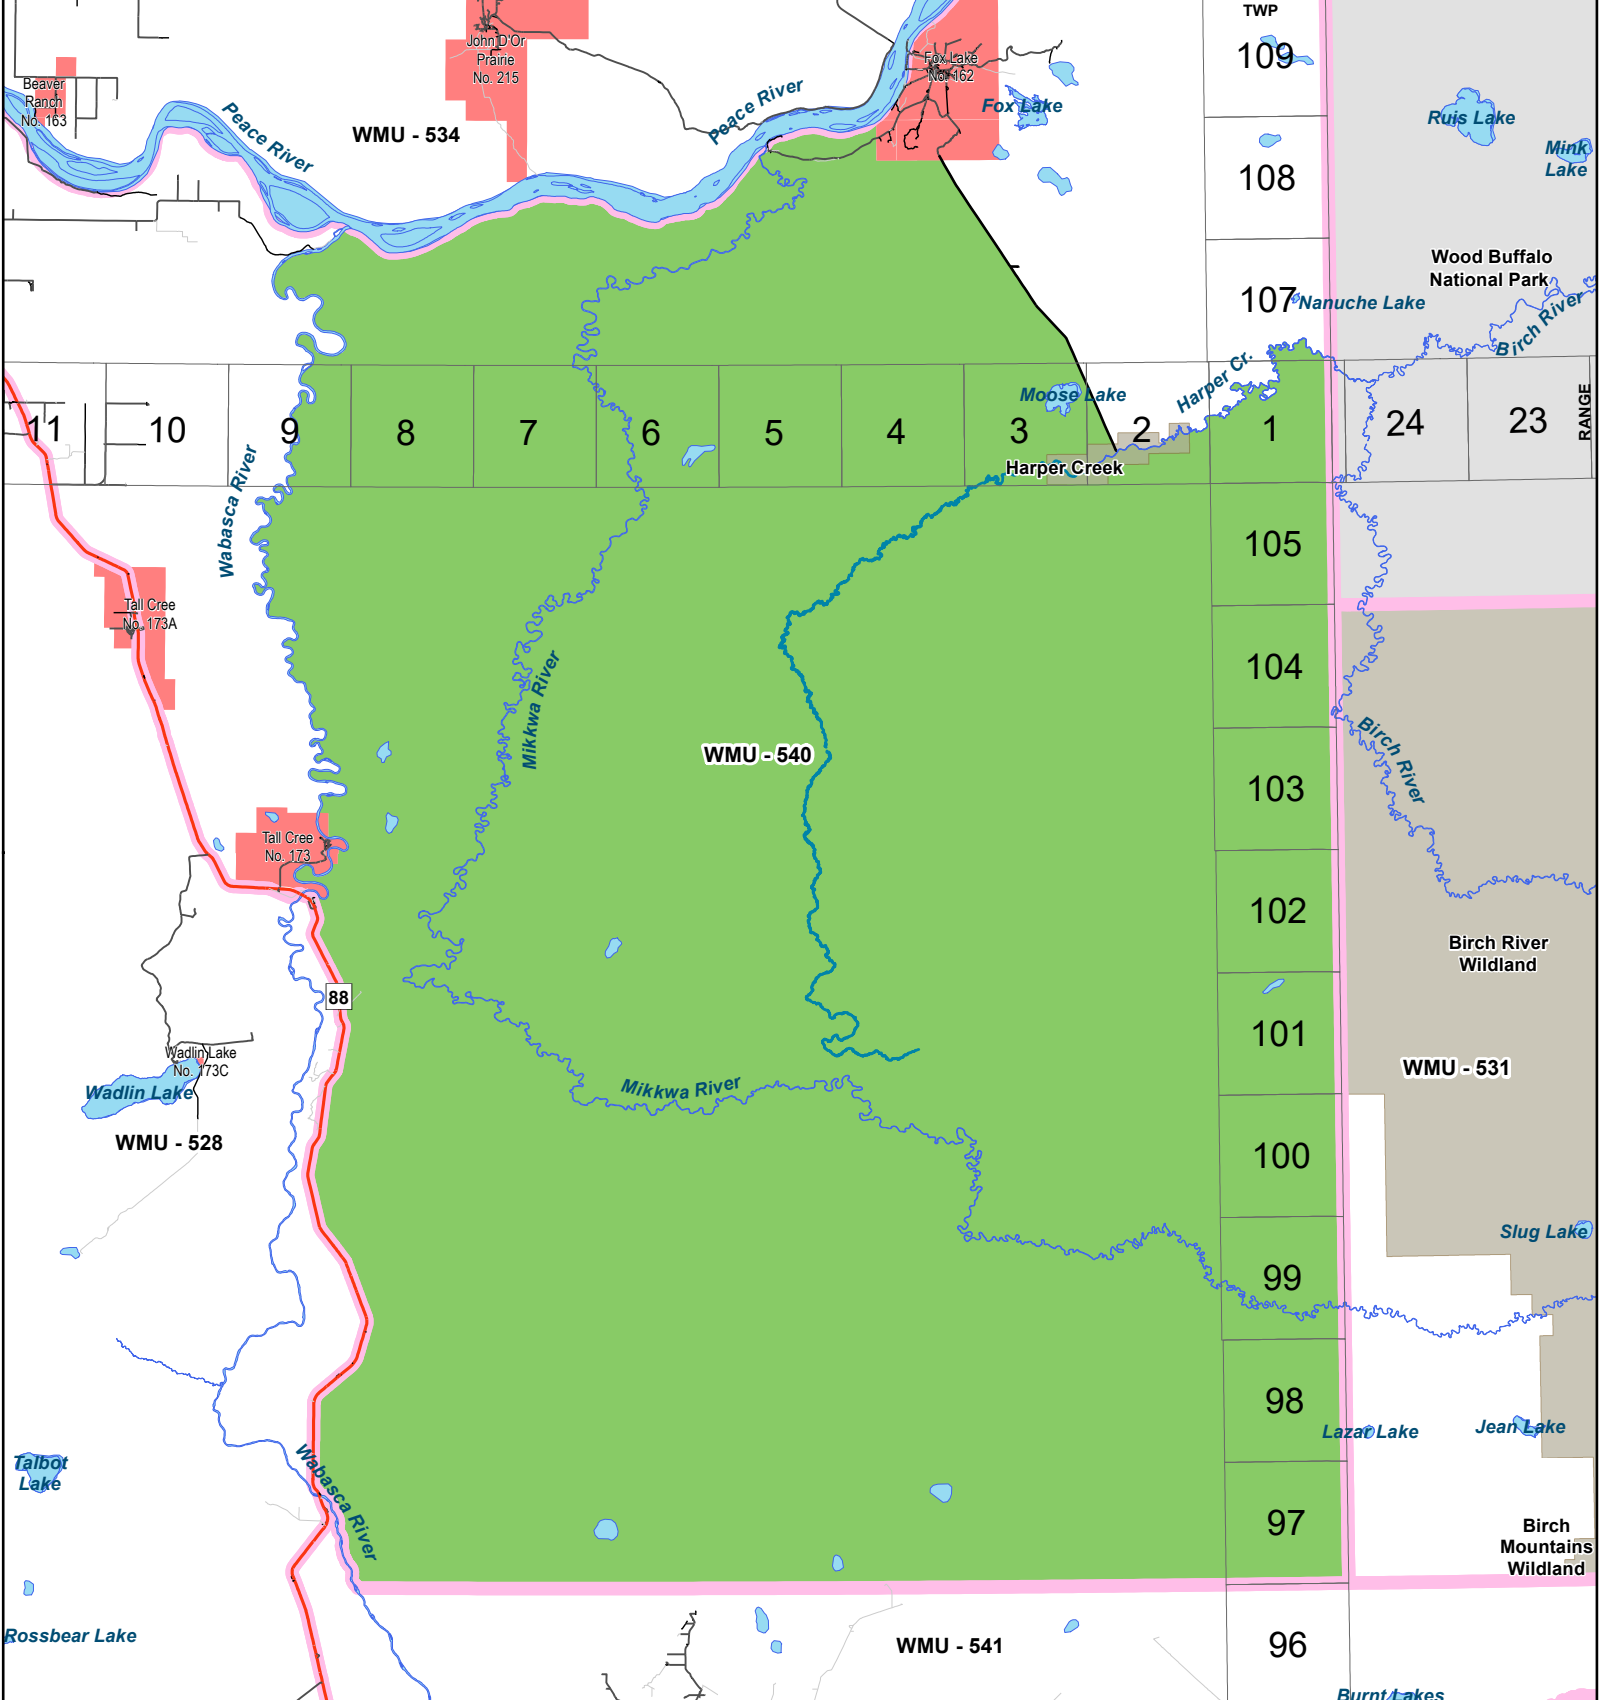 TWP
John D'Or
Prairie
No. 215
Fox Lake
No. 162
109
Beaver
Ranch
No. 163
Peace River
Peace River
WMU - 534
Fox Lake
Ruis Lake
Mink
Lake
108
Wood Buffalo
National Park
107
Nanuche Lake
Birch River
Harper Cr.
Moose Lake
11
10
9
8
7
6
5
4
3
2
1
24
23
RANGE
Harper Creek
Wabasca River
105
Tall Cree
No. 173A
104
Mikkwa River
WMU - 540
Birch River
103
Tall Cree
No. 173
102
Birch River
Wildland
88
101
Wadlin Lake
No. 173C
Wadlin Lake
Mikkwa River
WMU - 531
WMU - 528
100
Slug Lake
99
98
Lazar Lake
Jean Lake
Talbot
Lake
Wabasca River
97
Birch
Mountains
Wildland
Rossbear Lake
WMU - 541
96
Burnt Lakes